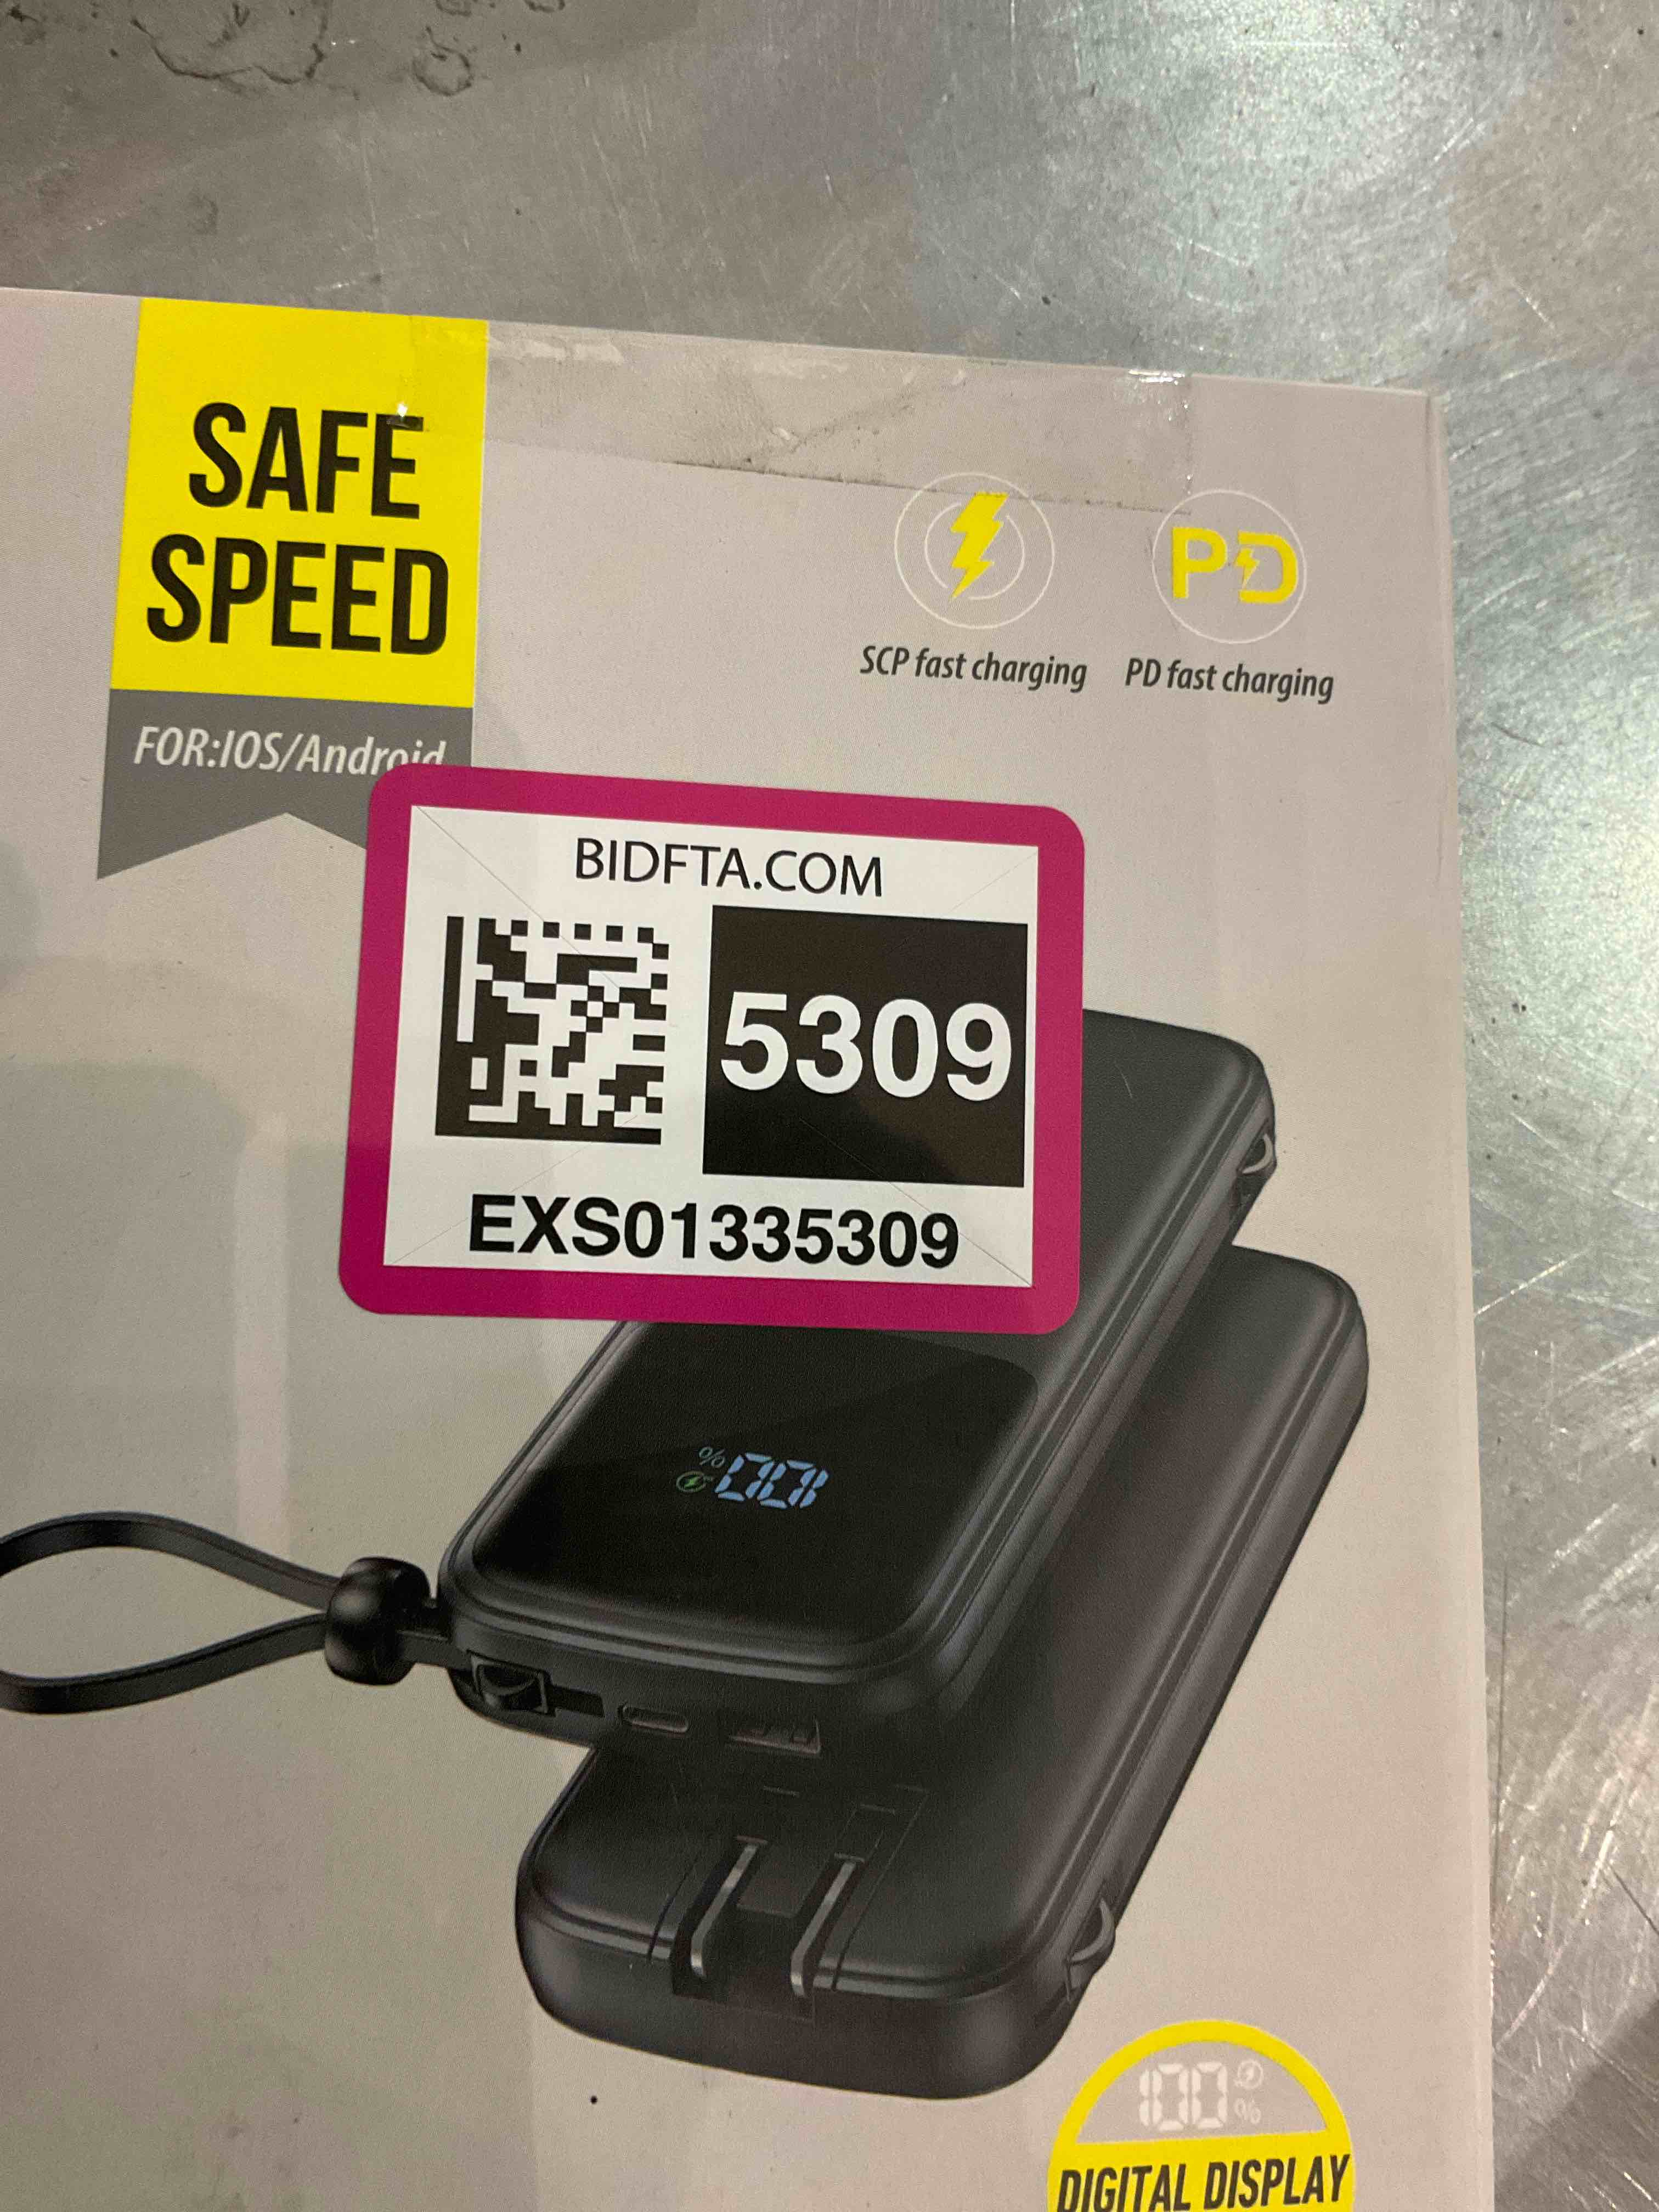 SAFE
SPEED
FOR:IOS/Android
SCP fast charging
PD
PD fast charging
BIDFTA.COM
5309
EXS01335309
%
100
100
%
DIGITAL DISPLAY